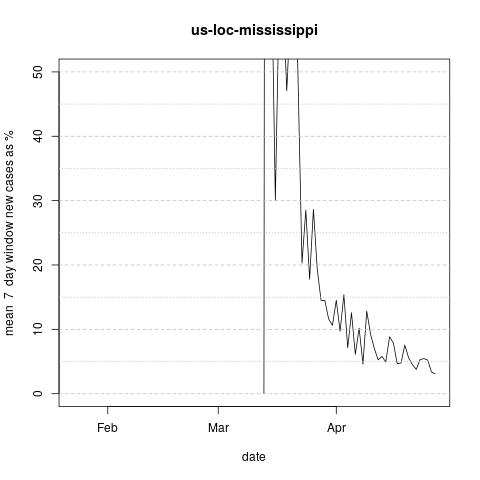 us-loc-mississippi
mean 7 day window new cases as %
50
40
30
20
10
0
Feb
Mar
Apr
date